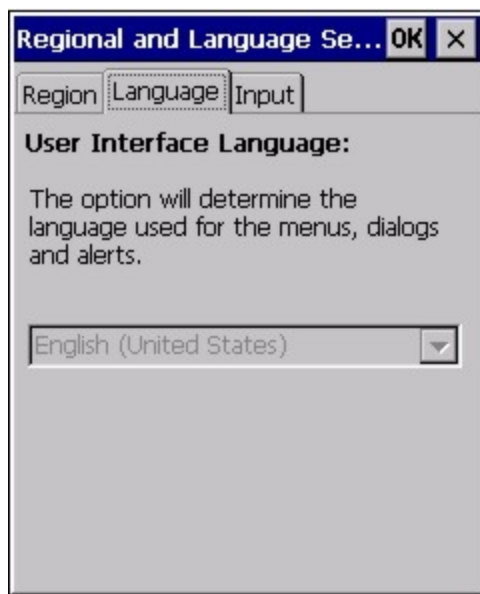 Regional and Language Se... OK ×
Region Language Input
User Interface Language:
The option will determine the
language used for the menus, dialogs
and alerts.
English (United States)